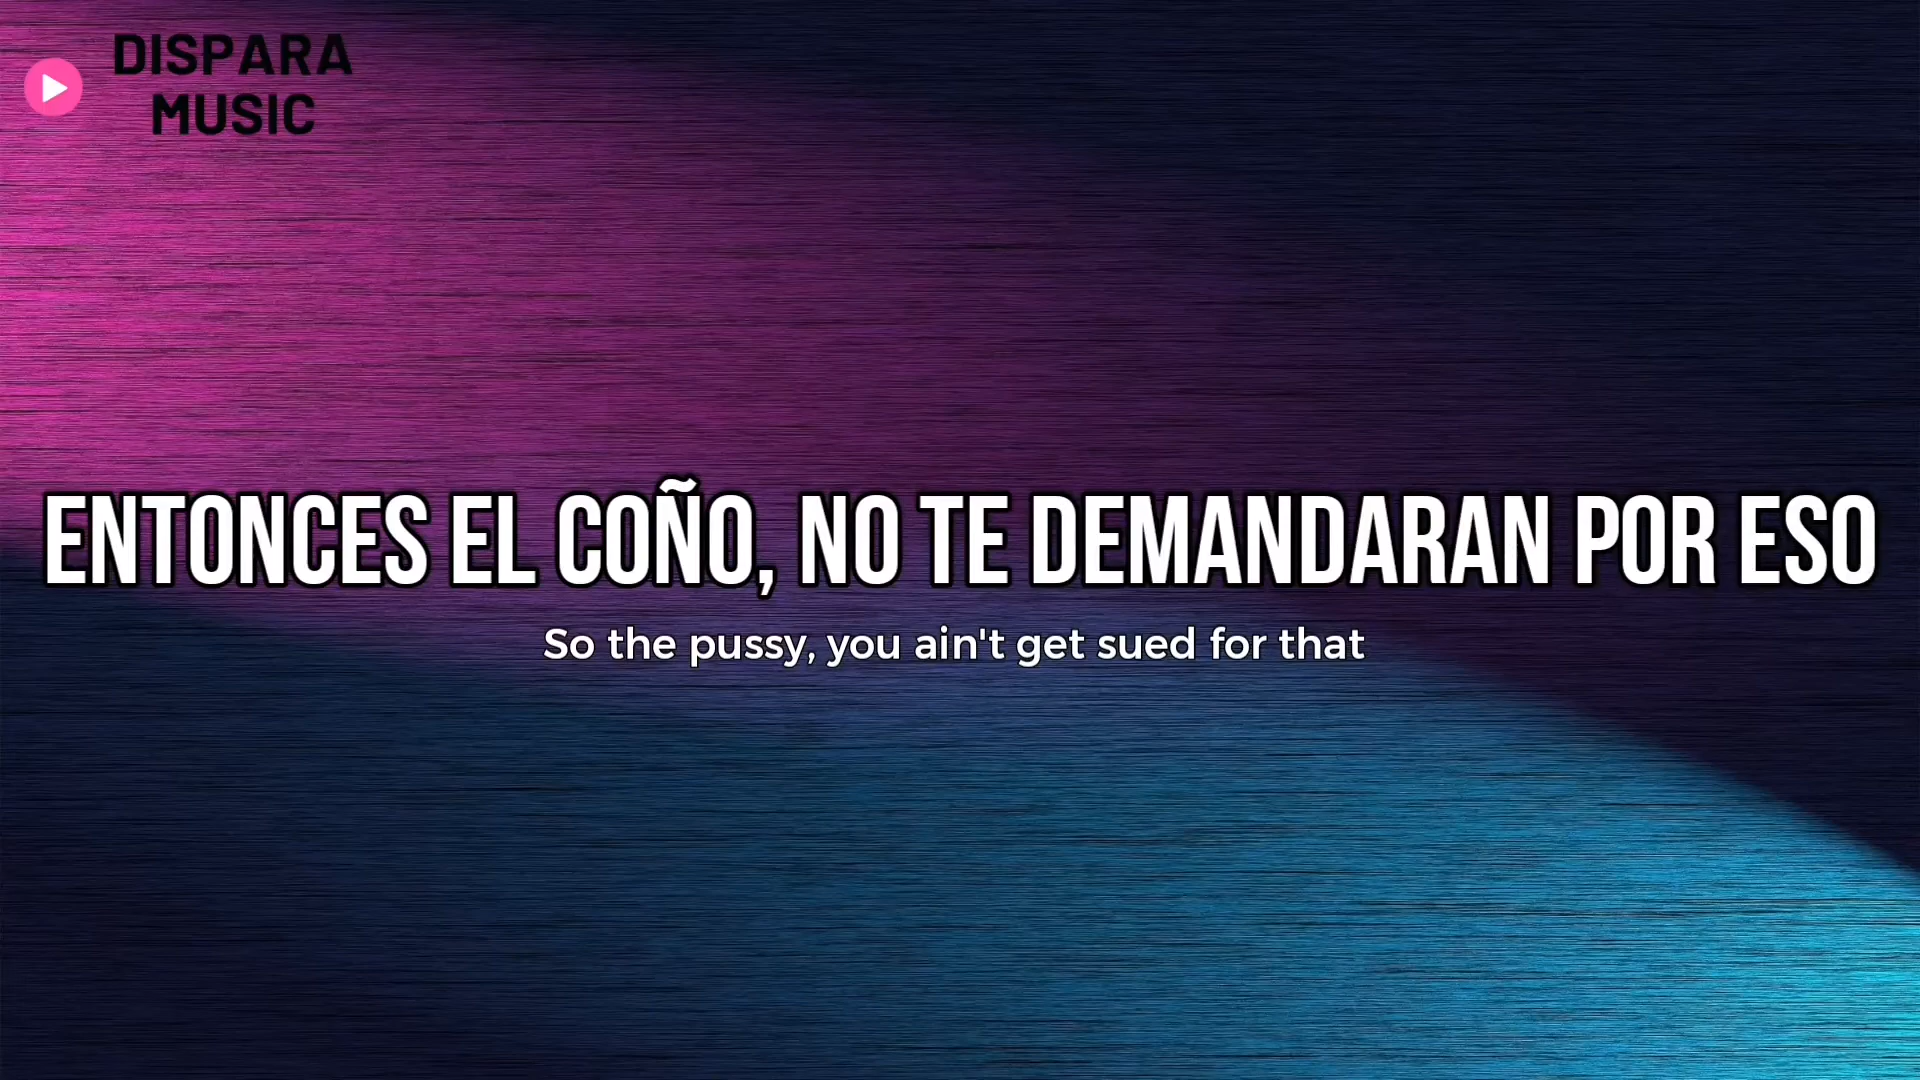 DISPARA
MUSIC
ENTONCES EL COÑO, NO TE DEMANDARAN POR ESO
So the pussy, you ain't get sued for that